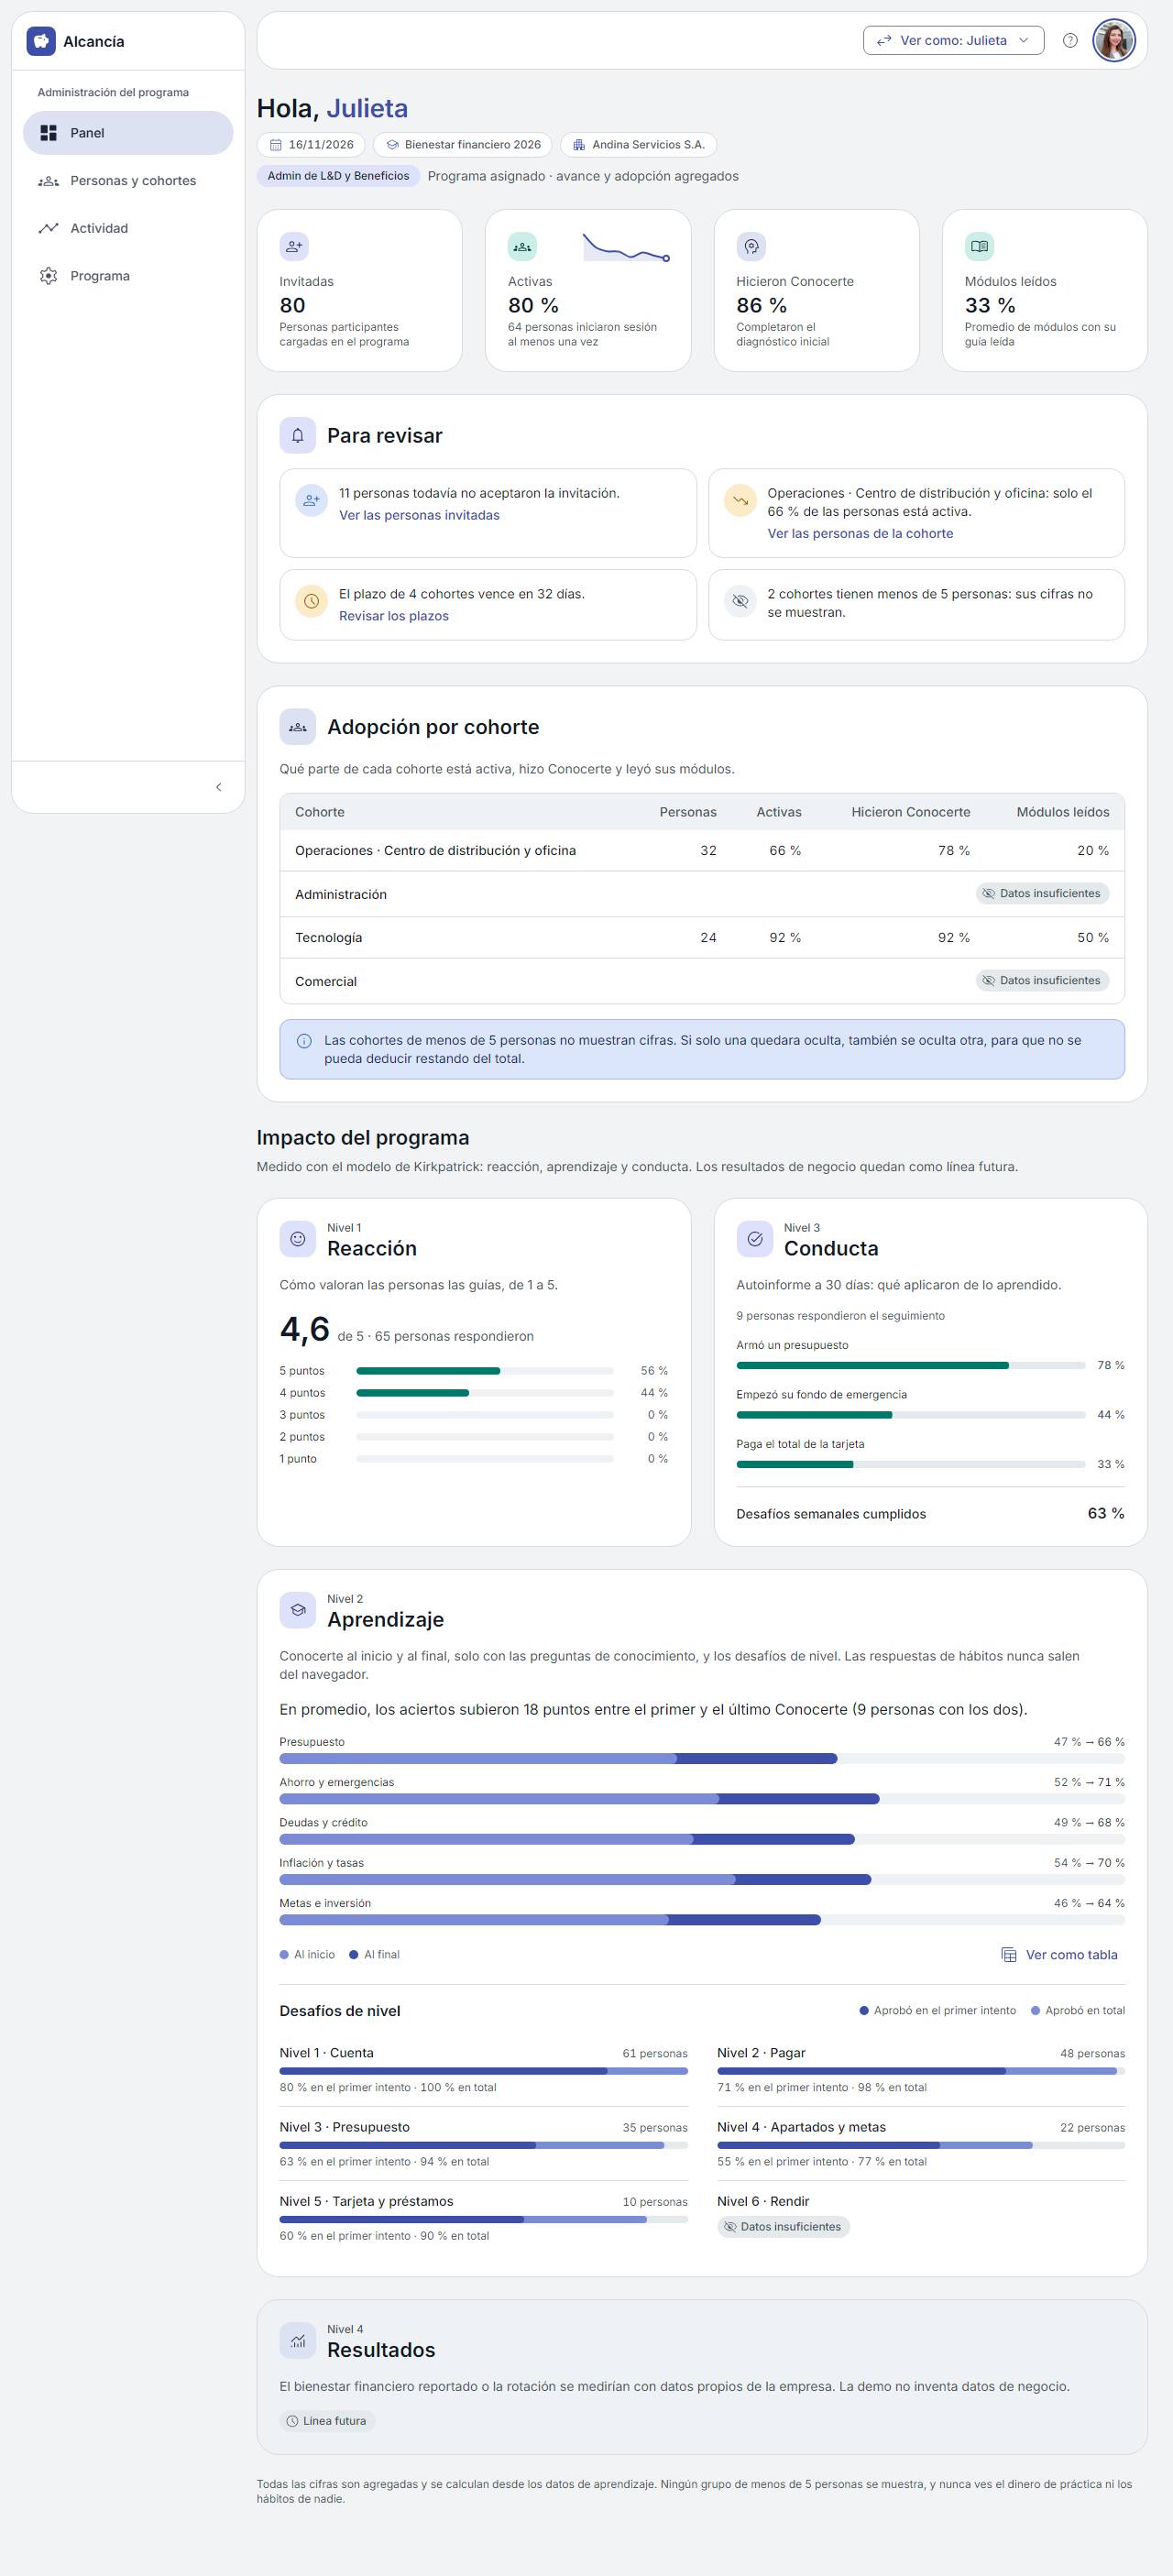 Alcancía
Ver como: Julieta
Administración del programa
Panel
Personas y cohortes
Actividad
Programa
Hola, Julieta
16/11/2026
Bienestar financiero 2026
Andina Servicios S.A.
Admin de L&D y Beneficios
Programa asignado · avance y adopción agregados
Invitadas
80
Personas participantes
cargadas en el programa
Activas
80 %
64 personas iniciaron sesión
al menos una vez
Hicieron Conocerte
86 %
Completaron el
diagnóstico inicial
Módulos leídos
33 %
Promedio de módulos con su
guía leída
Para revisar
11 personas todavía no aceptaron la invitación.
Ver las personas invitadas
Operaciones · Centro de distribución y oficina: solo el
66 % de las personas está activa.
Ver las personas de la cohorte
El plazo de 4 cohortes vence en 32 días.
Revisar los plazos
2 cohortes tienen menos de 5 personas: sus cifras no
se muestran.
Adopción por cohorte
Qué parte de cada cohorte está activa, hizo Conocerte y leyó sus módulos.
Cohorte Personas Activas Hicieron Conocerte Módulos leídos
Operaciones · Centro de distribución y oficina 32 66 % 78 % 20 %
Administración Datos insuficientes
Tecnología 24 92 % 92 % 50 %
Comercial Datos insuficientes
Las cohortes de menos de 5 personas no muestran cifras. Si solo una quedara oculta, también se oculta otra, para que no se
pueda deducir restando del total.
Impacto del programa
Medido con el modelo de Kirkpatrick: reacción, aprendizaje y conducta. Los resultados de negocio quedan como línea futura.
Nivel 1
Reacción
Cómo valoran las personas las guías, de 1 a 5.
4,6 de 5 · 65 personas respondieron
5 puntos 56 %
4 puntos 44 %
3 puntos 0 %
2 puntos 0 %
1 punto 0 %
Nivel 3
Conducta
Autoinforme a 30 días: qué aplicaron de lo aprendido.
9 personas respondieron el seguimiento
Armó un presupuesto
78 %
Empezó su fondo de emergencia
44 %
Paga el total de la tarjeta
33 %
Desafíos semanales cumplidos 63 %
Nivel 2
Aprendizaje
Conocerte al inicio y al final, solo con las preguntas de conocimiento, y los desafíos de nivel. Las respuestas de hábitos nunca salen
del navegador.
En promedio, los aciertos subieron 18 puntos entre el primer y el último Conocerte (9 personas con los dos).
Presupuesto 47 % → 66 %
Ahorro y emergencias 52 % → 71 %
Deudas y crédito 49 % → 68 %
Inflación y tasas 54 % → 70 %
Metas e inversión 46 % → 64 %
Al inicio Al final
Ver como tabla
Desafíos de nivel
Aprobó en el primer intento Aprobó en total
Nivel 1 · Cuenta 61 personas
80 % en el primer intento · 100 % en total
Nivel 2 · Pagar 48 personas
71 % en el primer intento · 98 % en total
Nivel 3 · Presupuesto 35 personas
63 % en el primer intento · 94 % en total
Nivel 4 · Apartados y metas 22 personas
55 % en el primer intento · 77 % en total
Nivel 5 · Tarjeta y préstamos 10 personas
60 % en el primer intento · 90 % en total
Nivel 6 · Rendir
Datos insuficientes
Nivel 4
Resultados
El bienestar financiero reportado o la rotación se medirían con datos propios de la empresa. La demo no inventa datos de negocio.
Línea futura
Todas las cifras son agregadas y se calculan desde los datos de aprendizaje. Ningún grupo de menos de 5 personas se muestra, y nunca ves el dinero de práctica ni los
hábitos de nadie.